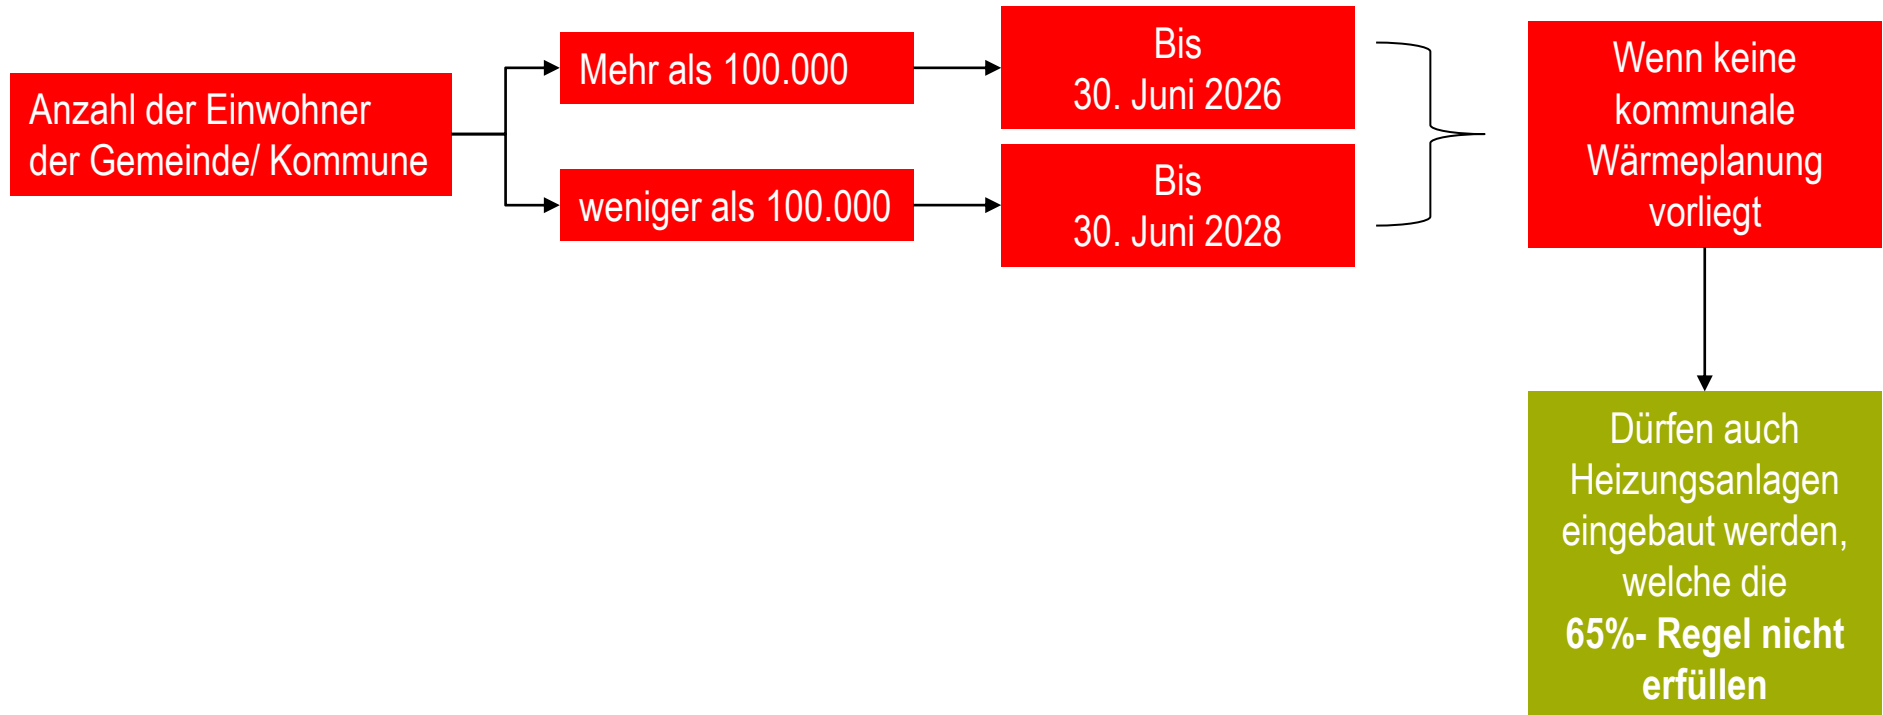 Anzahl der Einwohner
der Gemeinde/ Kommune
Mehr als 100.000
weniger als 100.000
Bis
30. Juni 2026
Bis
30. Juni 2028
Wenn keine
kommunale
Wärmeplanung
vorliegt
Dürfen auch
Heizungsanlagen
eingebaut werden,
welche die
65%- Regel nicht
erfüllen